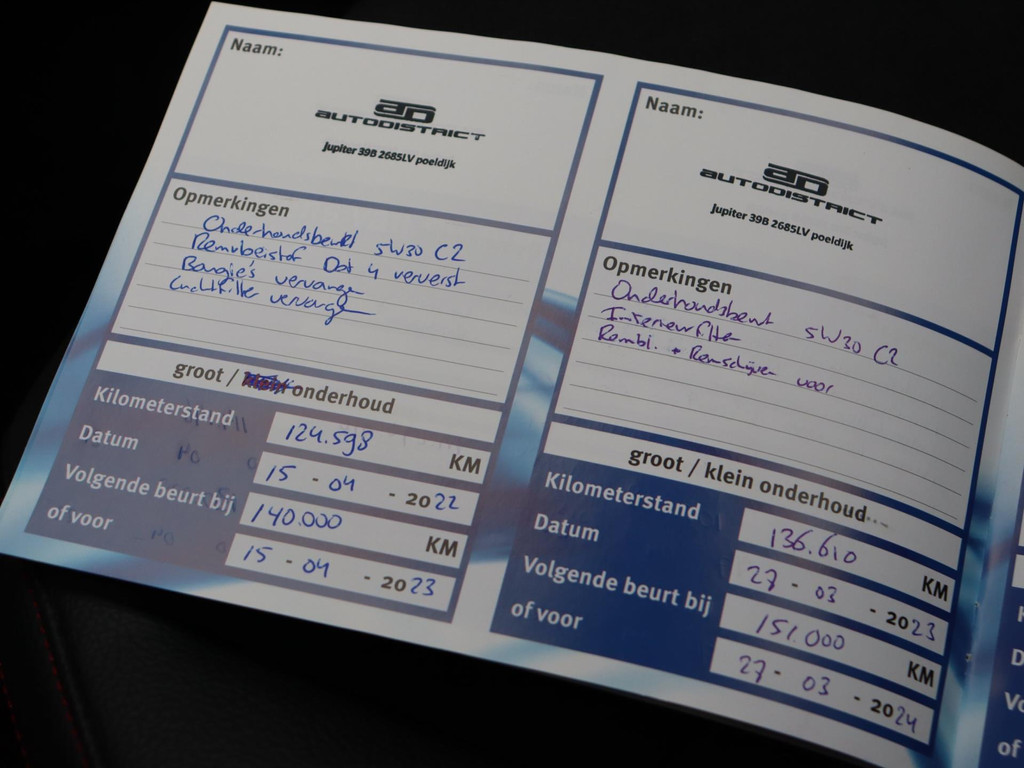 Naam:
AUTODISTRICT
Jupiter 39B 2685LV poeldijk
Opmerkingen
Onderhoudsbeurt 5W30 C2
Remvloeistof Dot 4 ververst
Bougie's vervangen
Luchtfilter vervangen
groot / onderhoud
Kilometerstand 124.598 KM
Datum 15 - 04 - 2022
Volgende beurt bij 140.000 KM
of voor 15 - 04 - 2023
Naam:
AUTODISTRICT
Jupiter 39B 2685LV poeldijk
Opmerkingen
Onderhoudsbeurt 5W30 C2
Interieurfilter
Rembl. + Remschijven voor
groot / klein onderhoud
Kilometerstand 136.610 KM
Datum 27 - 03 - 2023
Volgende beurt bij 151.000 KM
of voor 27 - 03 - 2024
of